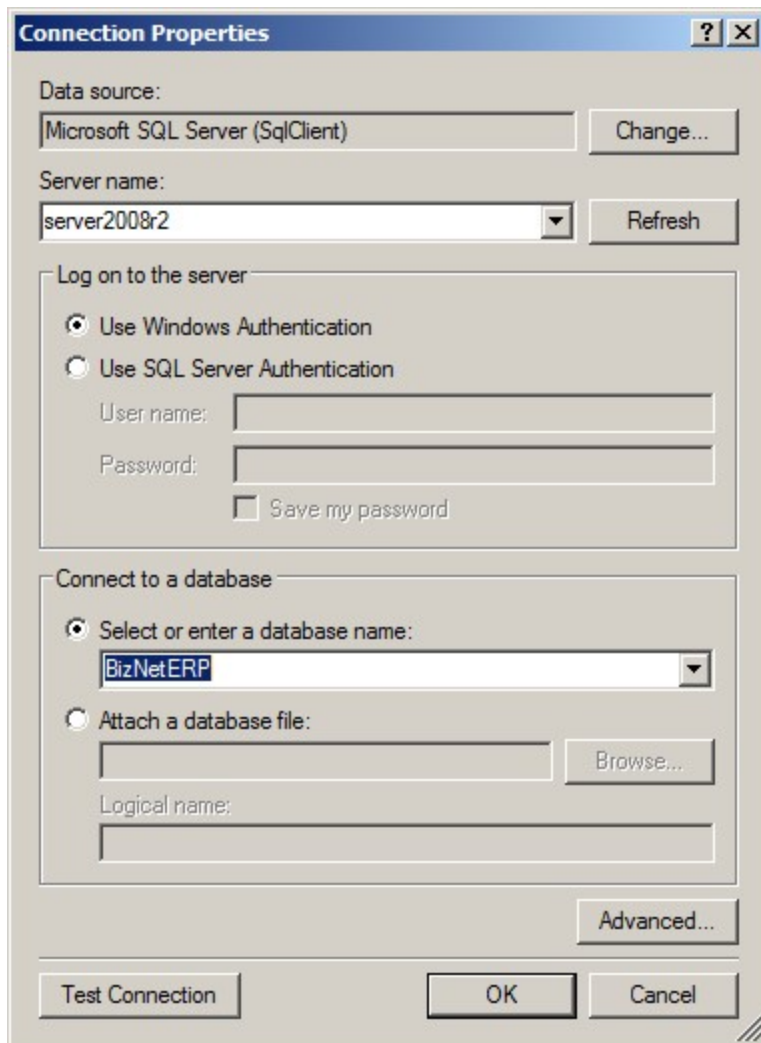 Connection Properties
Data source:
Microsoft SQL Server (SqlClient)
Change...
Server name:
server2008r2
Refresh
Log on to the server
Use Windows Authentication
Use SQL Server Authentication
User name:
Password:
Save my password
Connect to a database
Select or enter a database name:
BizNetERP
Attach a database file:
Browse...
Logical name:
Advanced...
Test Connection
OK
Cancel